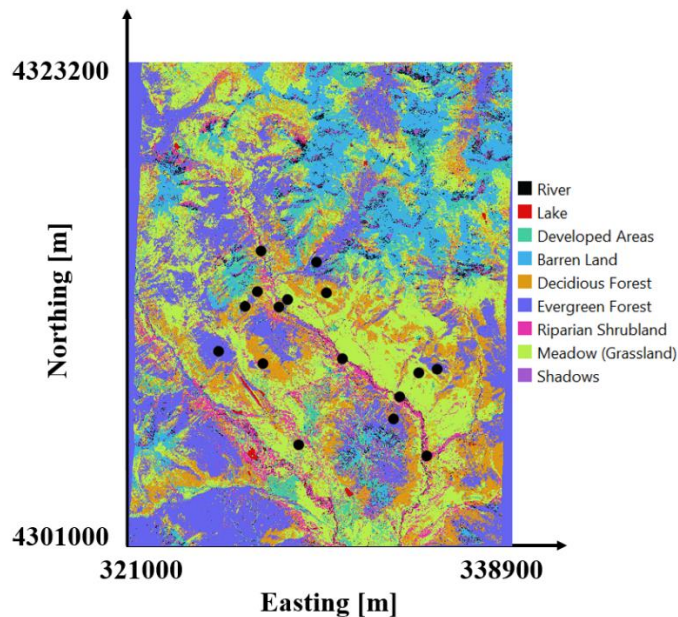 4323200
Northing [m]
4301000
321000
338900
Easting [m]
River
Lake
Developed Areas
Barren Land
Decidious Forest
Evergreen Forest
Riparian Shrubland
Meadow (Grassland)
Shadows